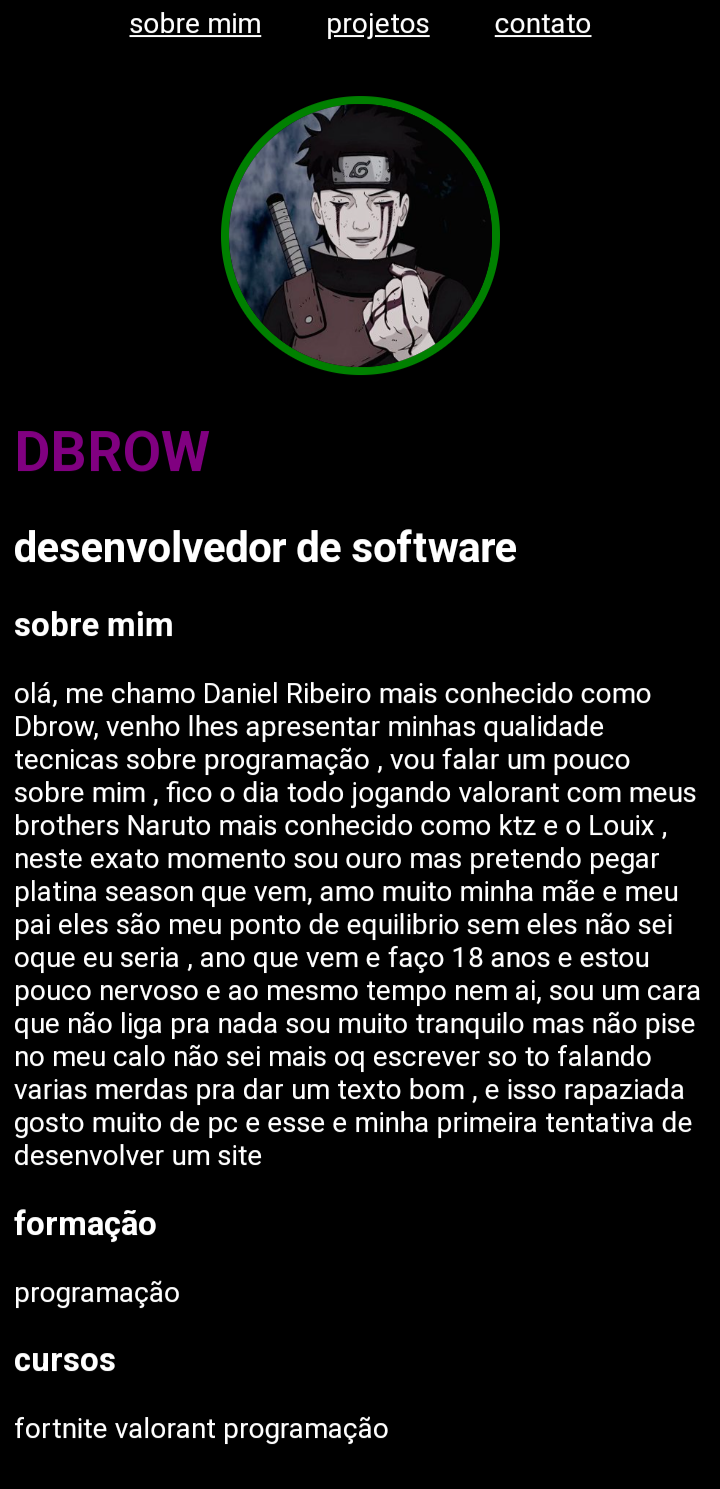 sobre mim projetos contato
DBROW
desenvolvedor de software
sobre mim
olá, me chamo Daniel Ribeiro mais conhecido como
Dbrow, venho lhes apresentar minhas qualidade
tecnicas sobre programação , vou falar um pouco
sobre mim , fico o dia todo jogando valorant com meus
brothers Naruto mais conhecido como ktz e o Louix ,
neste exato momento sou ouro mas pretendo pegar
platina season que vem, amo muito minha mãe e meu
pai eles são meu ponto de equilibrio sem eles não sei
oque eu seria , ano que vem e faço 18 anos e estou
pouco nervoso e ao mesmo tempo nem ai, sou um cara
que não liga pra nada sou muito tranquilo mas não pise
no meu calo não sei mais oq escrever so to falando
varias merdas pra dar um texto bom , e isso rapaziada
gosto muito de pc e esse e minha primeira tentativa de
desenvolver um site
formação
programação
cursos
fortnite valorant programação